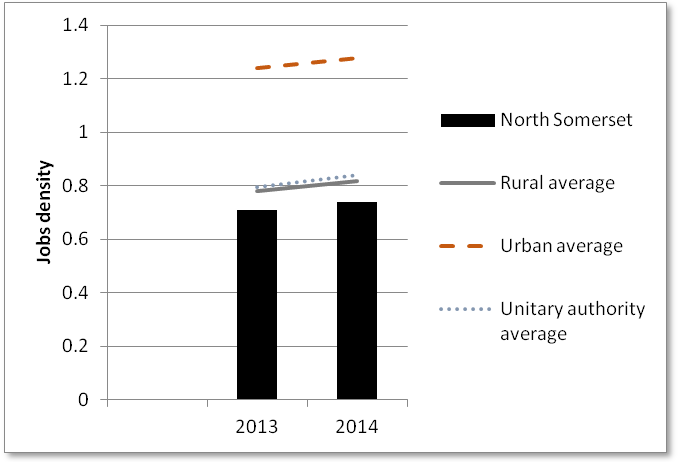 1.4
1.2
1
0.8
0.6
0.4
0.2
0
Jobs density
2013
2014
North Somerset
Rural average
Urban average
Unitary authority
average